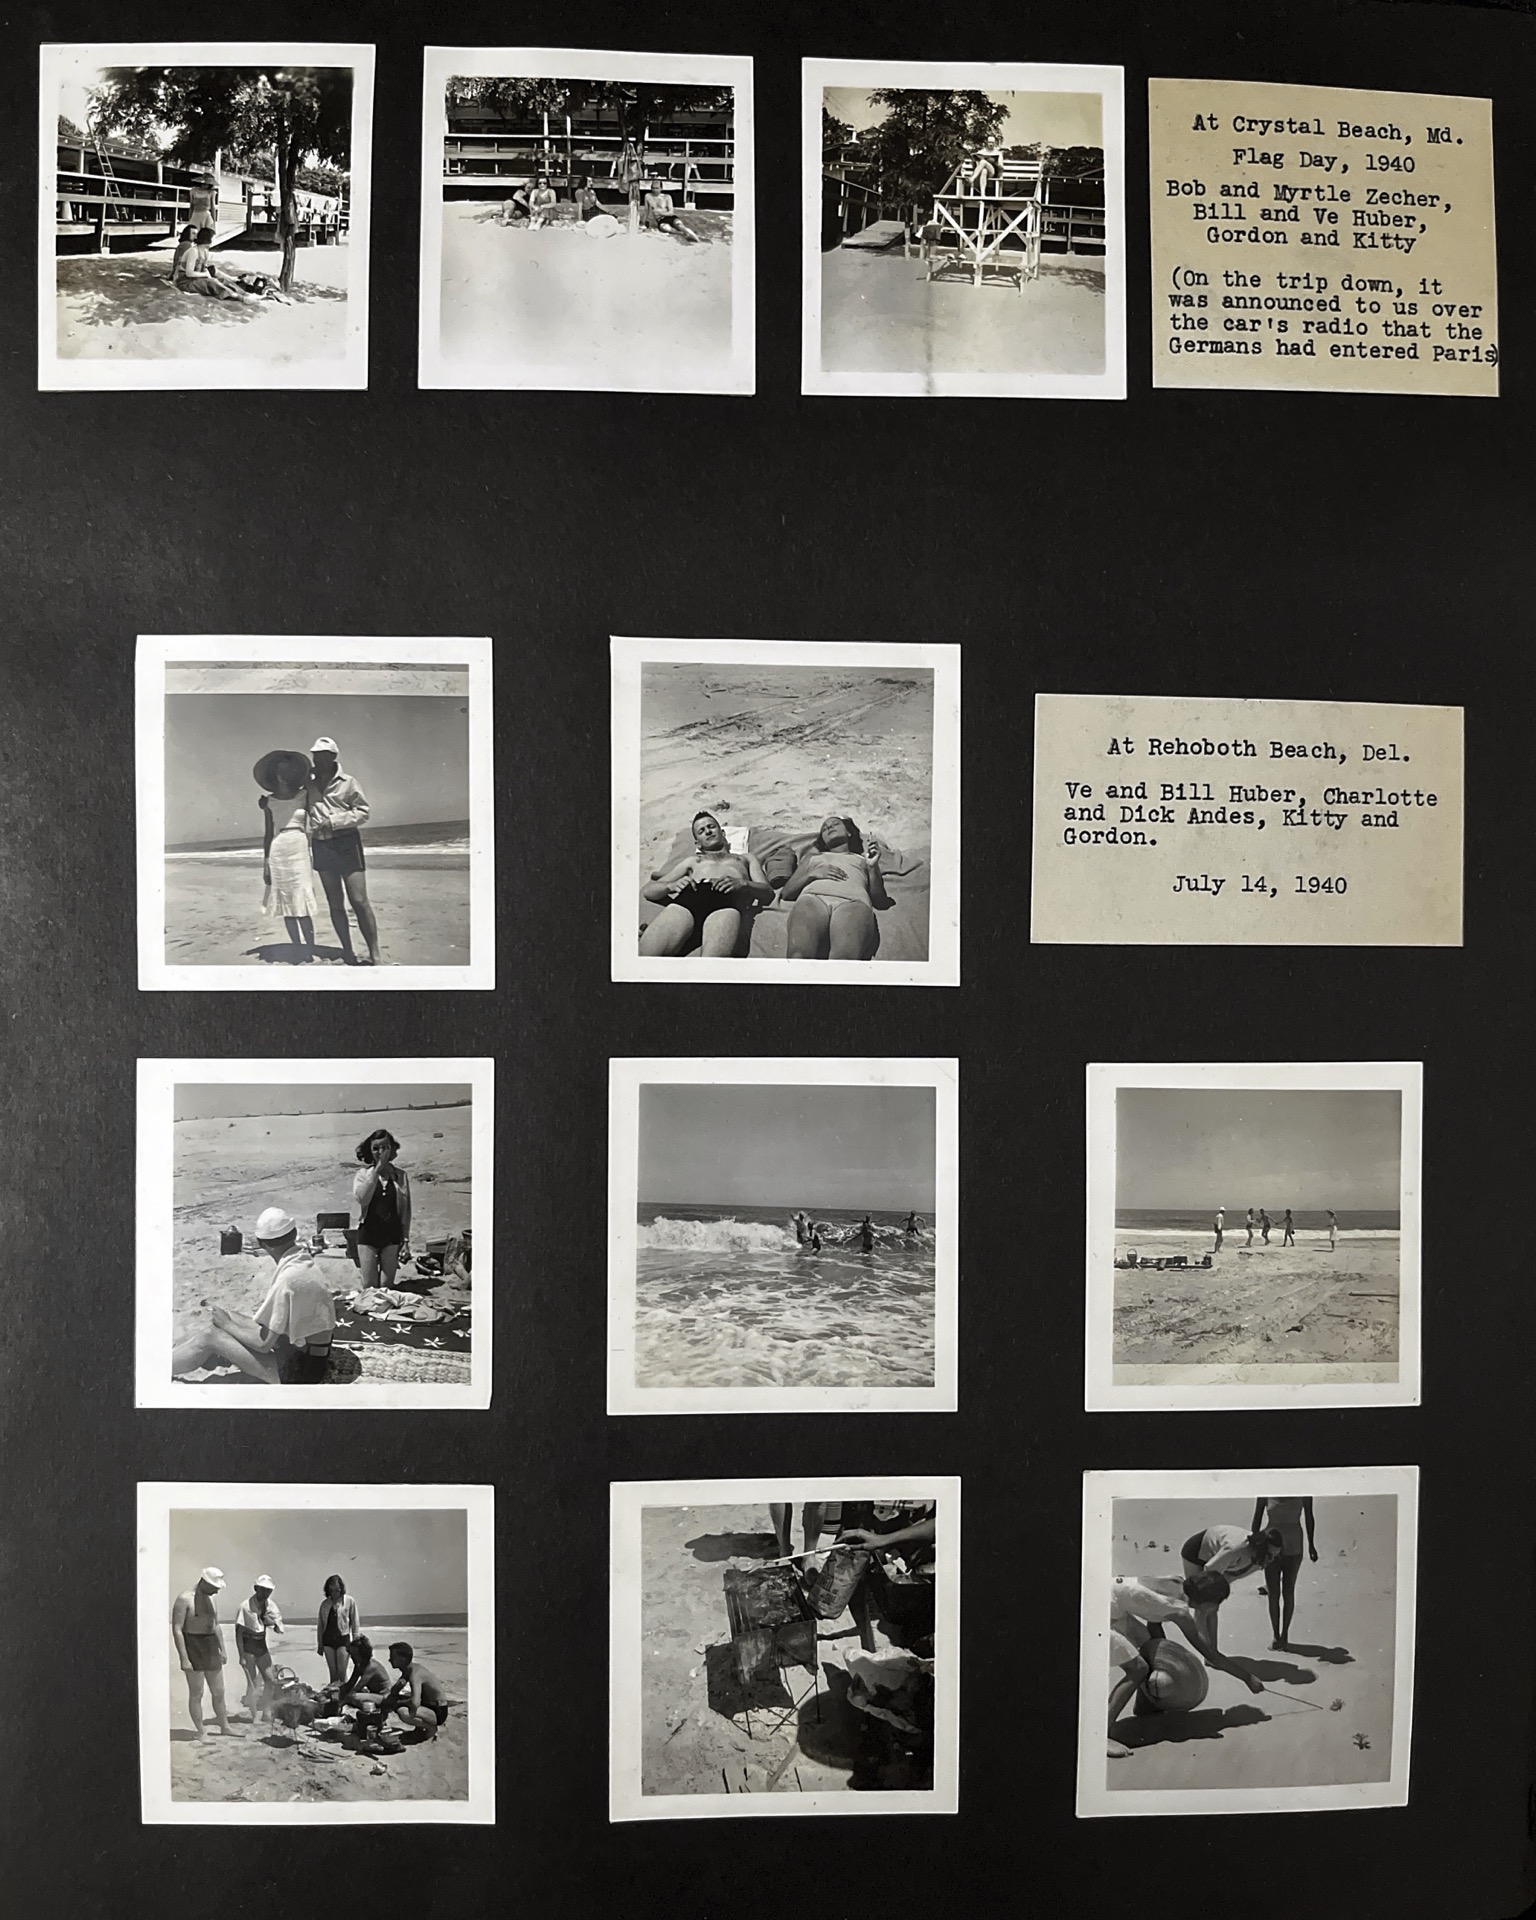 At Crystal Beach, Md.
Flag Day, 1940
Bob and Myrtle Zecher,
Bill and Ve Huber,
Gordon and Kitty
(On the trip down, it
was announced to us over
the car's radio that the
Germans had entered Paris)
At Rehoboth Beach, Del.
Ve and Bill Huber, Charlotte
and Dick Andes, Kitty and
Gordon.
July 14, 1940